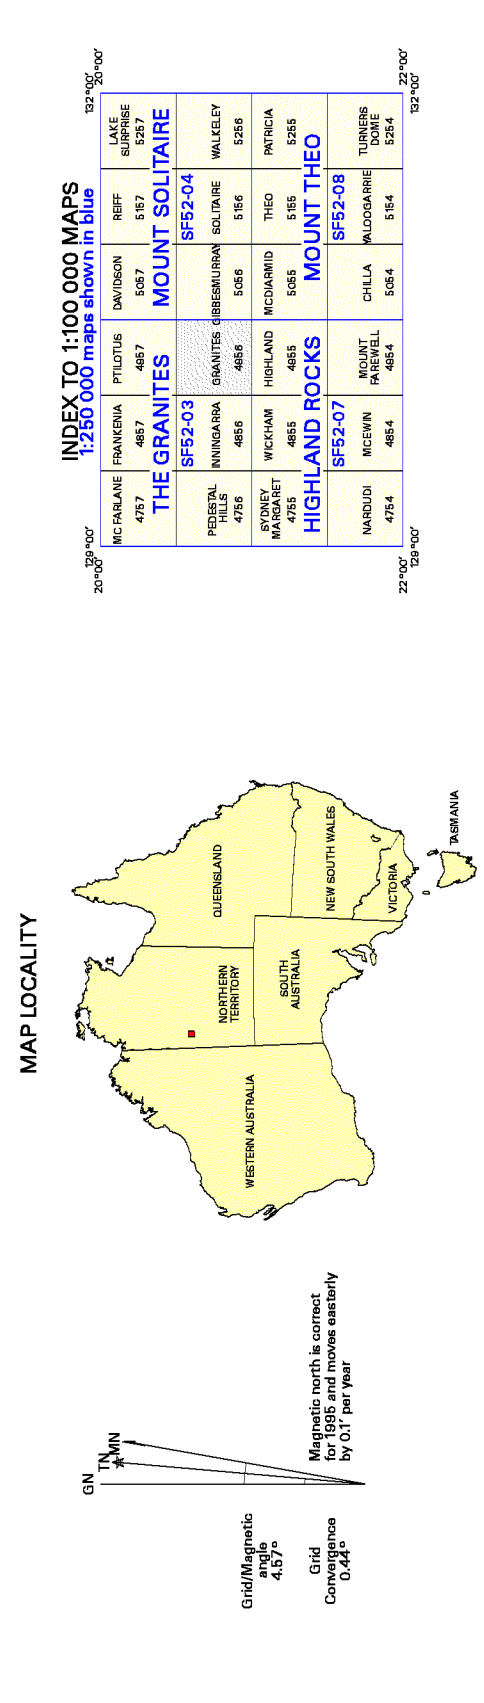 GN
TN
MN
Grid/Magnetic
angle
4.57°
Grid
Convergence
0.44°
Magnetic north is correct
for 1995 and moves easterly
by 0.1' per year
MAP LOCALITY
WESTERN AUSTRALIA
NORTHERN
TERRITORY
QUEENSLAND
SOUTH
AUSTRALIA
NEW SOUTH WALES
VICTORIA
TASMANIA
INDEX TO 1:100 000 MAPS
1:250 000 maps shown in blue
129°00'
132°00'
20°00'
20°00'
MC FARLANE
4757
FRANKENIA
4857
PTILOTUS
4957
DAVIDSON
5057
REIFF
5157
LAKE
SURPRISE
5257
THE GRANITES
MOUNT SOLITAIRE
SF52-03
SF52-04
PEDESTAL
HILLS
4756
INNINGARRA
4856
GRANITES
4956
GIBBESMURRAY
5056
SOLITAIRE
5156
WALKELEY
5256
SYDNEY
MARGARET
4755
WICKHAM
4855
HIGHLAND
4955
MCDIARMID
5055
THEO
5155
PATRICIA
5255
HIGHLAND ROCKS
MOUNT THEO
SF52-07
SF52-08
NARDUDI
4754
MCEWIN
4854
MOUNT
FAREWELL
4954
CHILLA
5054
YALOOGARRIE
5154
TURNERS
DOME
5254
22°00'
22°00'
129°00'
132°00'